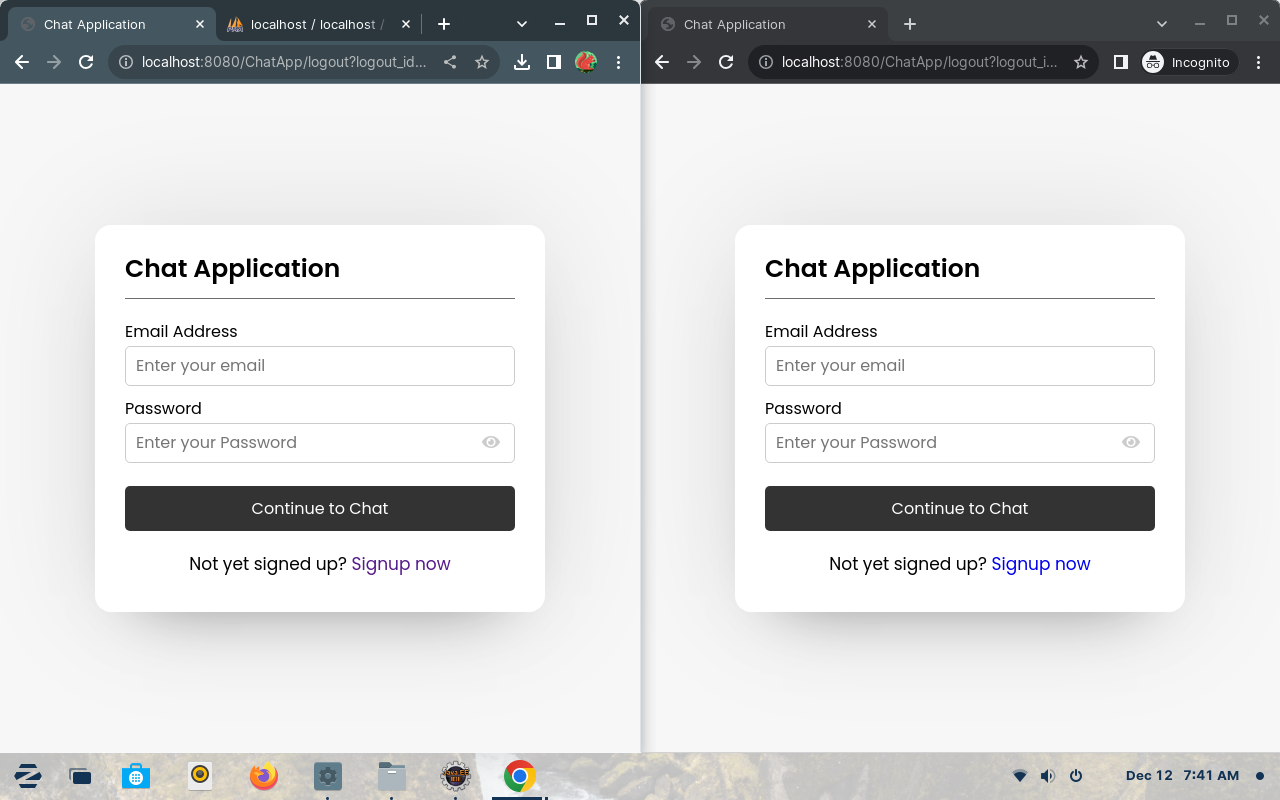 Chat Application
localhost / localhost /
localhost:8080/ChatApp/logout?logout_id...
Chat Application
Email Address
Enter your email
Password
Enter your Password
Continue to Chat
Not yet signed up? Signup now
Chat Application
localhost:8080/ChatApp/logout?logout_i...
Incognito
Chat Application
Email Address
Enter your email
Password
Enter your Password
Continue to Chat
Not yet signed up? Signup now
Java EE
Dec 12 7:41 AM